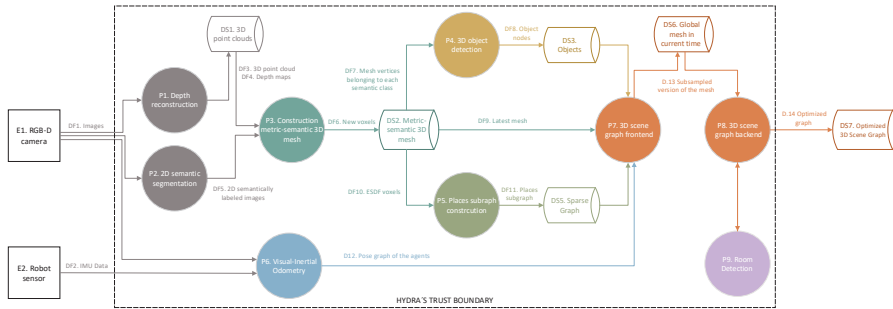 DS1. 3D
point clouds
DS6. Global
mesh in
current time
P4. 3D object
detection
DF8. Object
nodes
DS3.
Objects
DF3. 3D point cloud
DF4. Depth maps
DF7. Mesh vertices
belonging to each
semantic class
D.13 Subsampled
version of the mesh
P1. Depth
reconstruction
E1. RGB-D
camera
DF1. Images
P3. Construction
metric-semantic 3D
mesh
DF6. New voxels
DS2. Metric-
semantic 3D
mesh
DF9. Latest mesh
P7. 3D scene
graph frontend
P8. 3D scene
graph backend
D.14 Optimized
graph
DS7. Optimized
3D Scene Graph
P2. 2D semantic
segmentation
DF5. 2D semantically
labeled images
DF10. ESDF voxels
P5. Places subraph
constrcution
DF11. Places
subgraph
DS5. Sparse
Graph
E2. Robot
sensor
DF2. IMU Data
P6. Visual-Inertial
Odometry
D12. Pose graph of the agents
P9. Room
Detection
HYDRA´S TRUST BOUNDARY